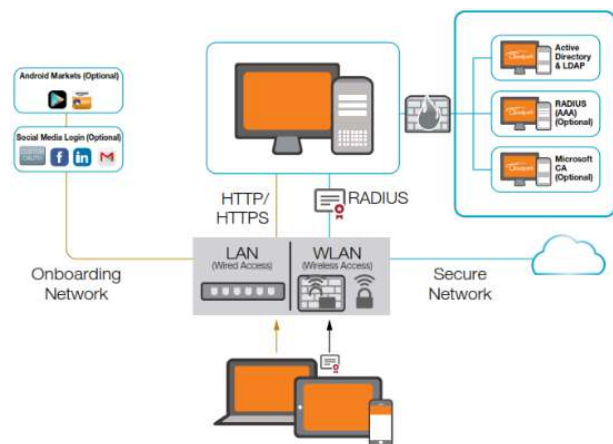 Android Markets (Optional)
Social Media Login (Optional)
HTTP/
HTTPS
RADIUS
Active
Directory
& LDAP
RADIUS
(AAA)
(Optional)
Microsoft
CA
(Optional)
LAN
(Wired Access)
WLAN
(Wireless Access)
Onboarding
Network
Secure
Network